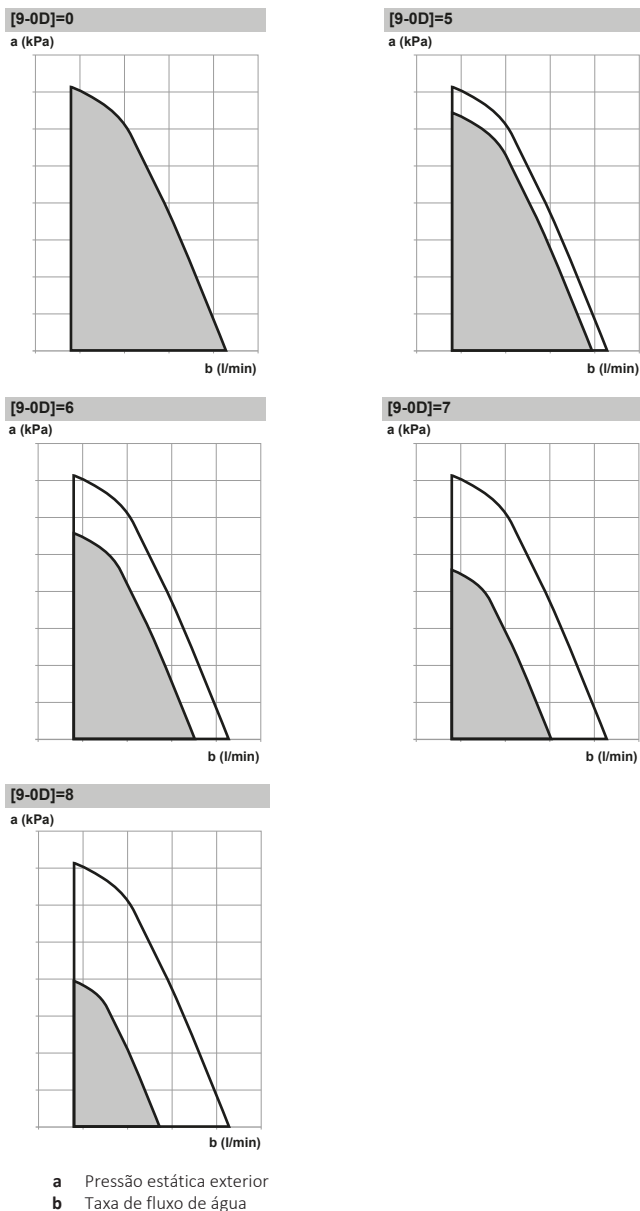 [9-0D]=0
a (kPa)
b (l/min)
[9-0D]=5
a (kPa)
b (l/min)
[9-0D]=6
a (kPa)
b (l/min)
[9-0D]=7
a (kPa)
b (l/min)
[9-0D]=8
a (kPa)
b (l/min)
a Pressão estática exterior
b Taxa de fluxo de água